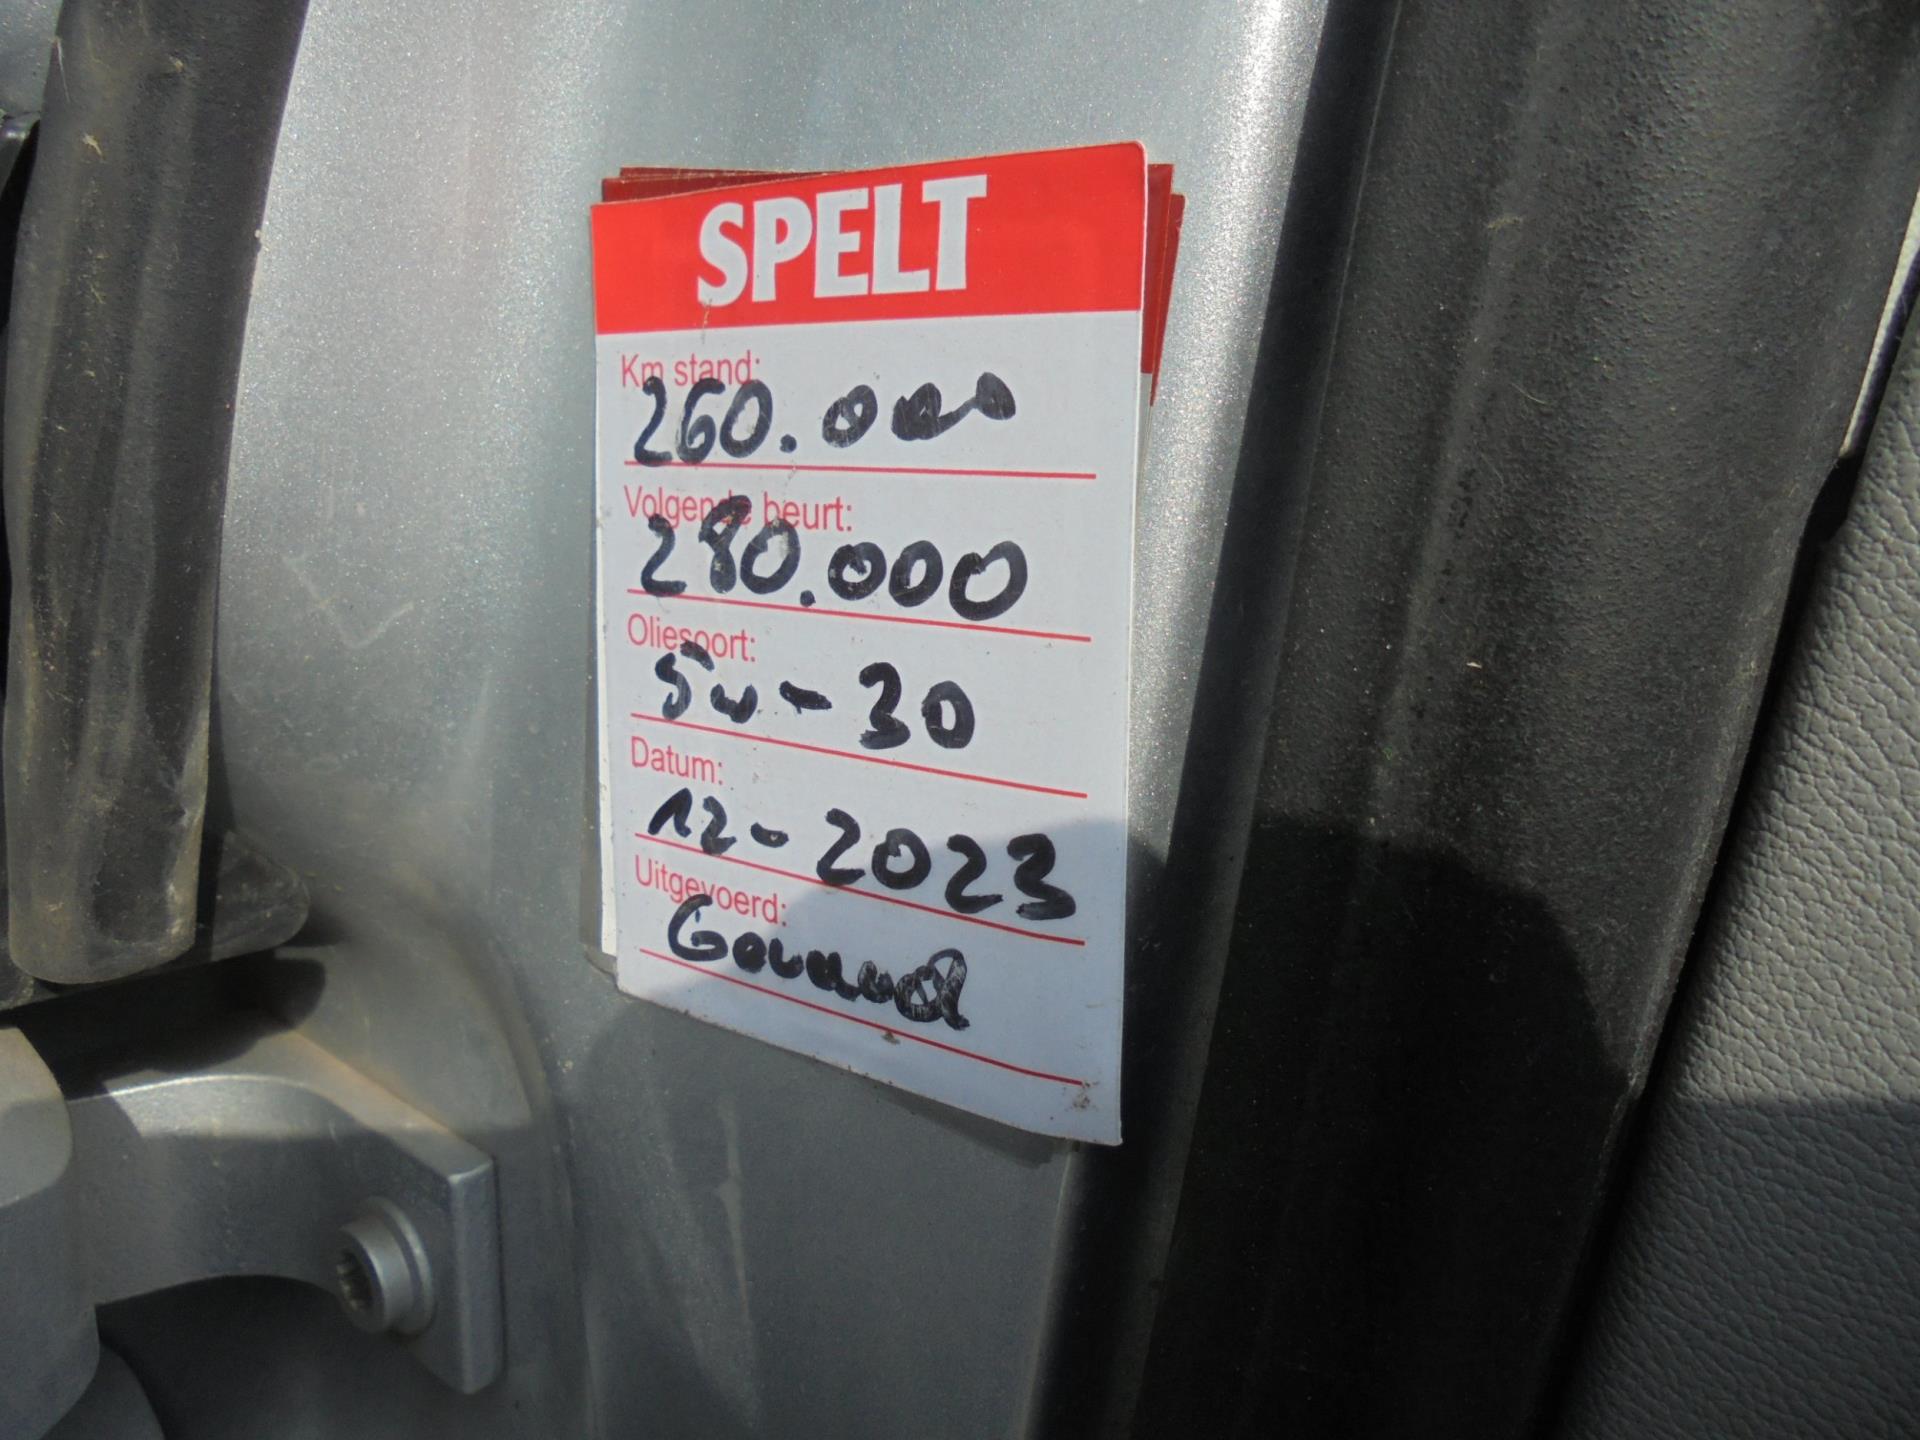 SPELT
Km stand:
260.000
Volgende beurt:
280.000
Oliesoort:
5w-30
Datum:
12-2023
Uitgevoerd: